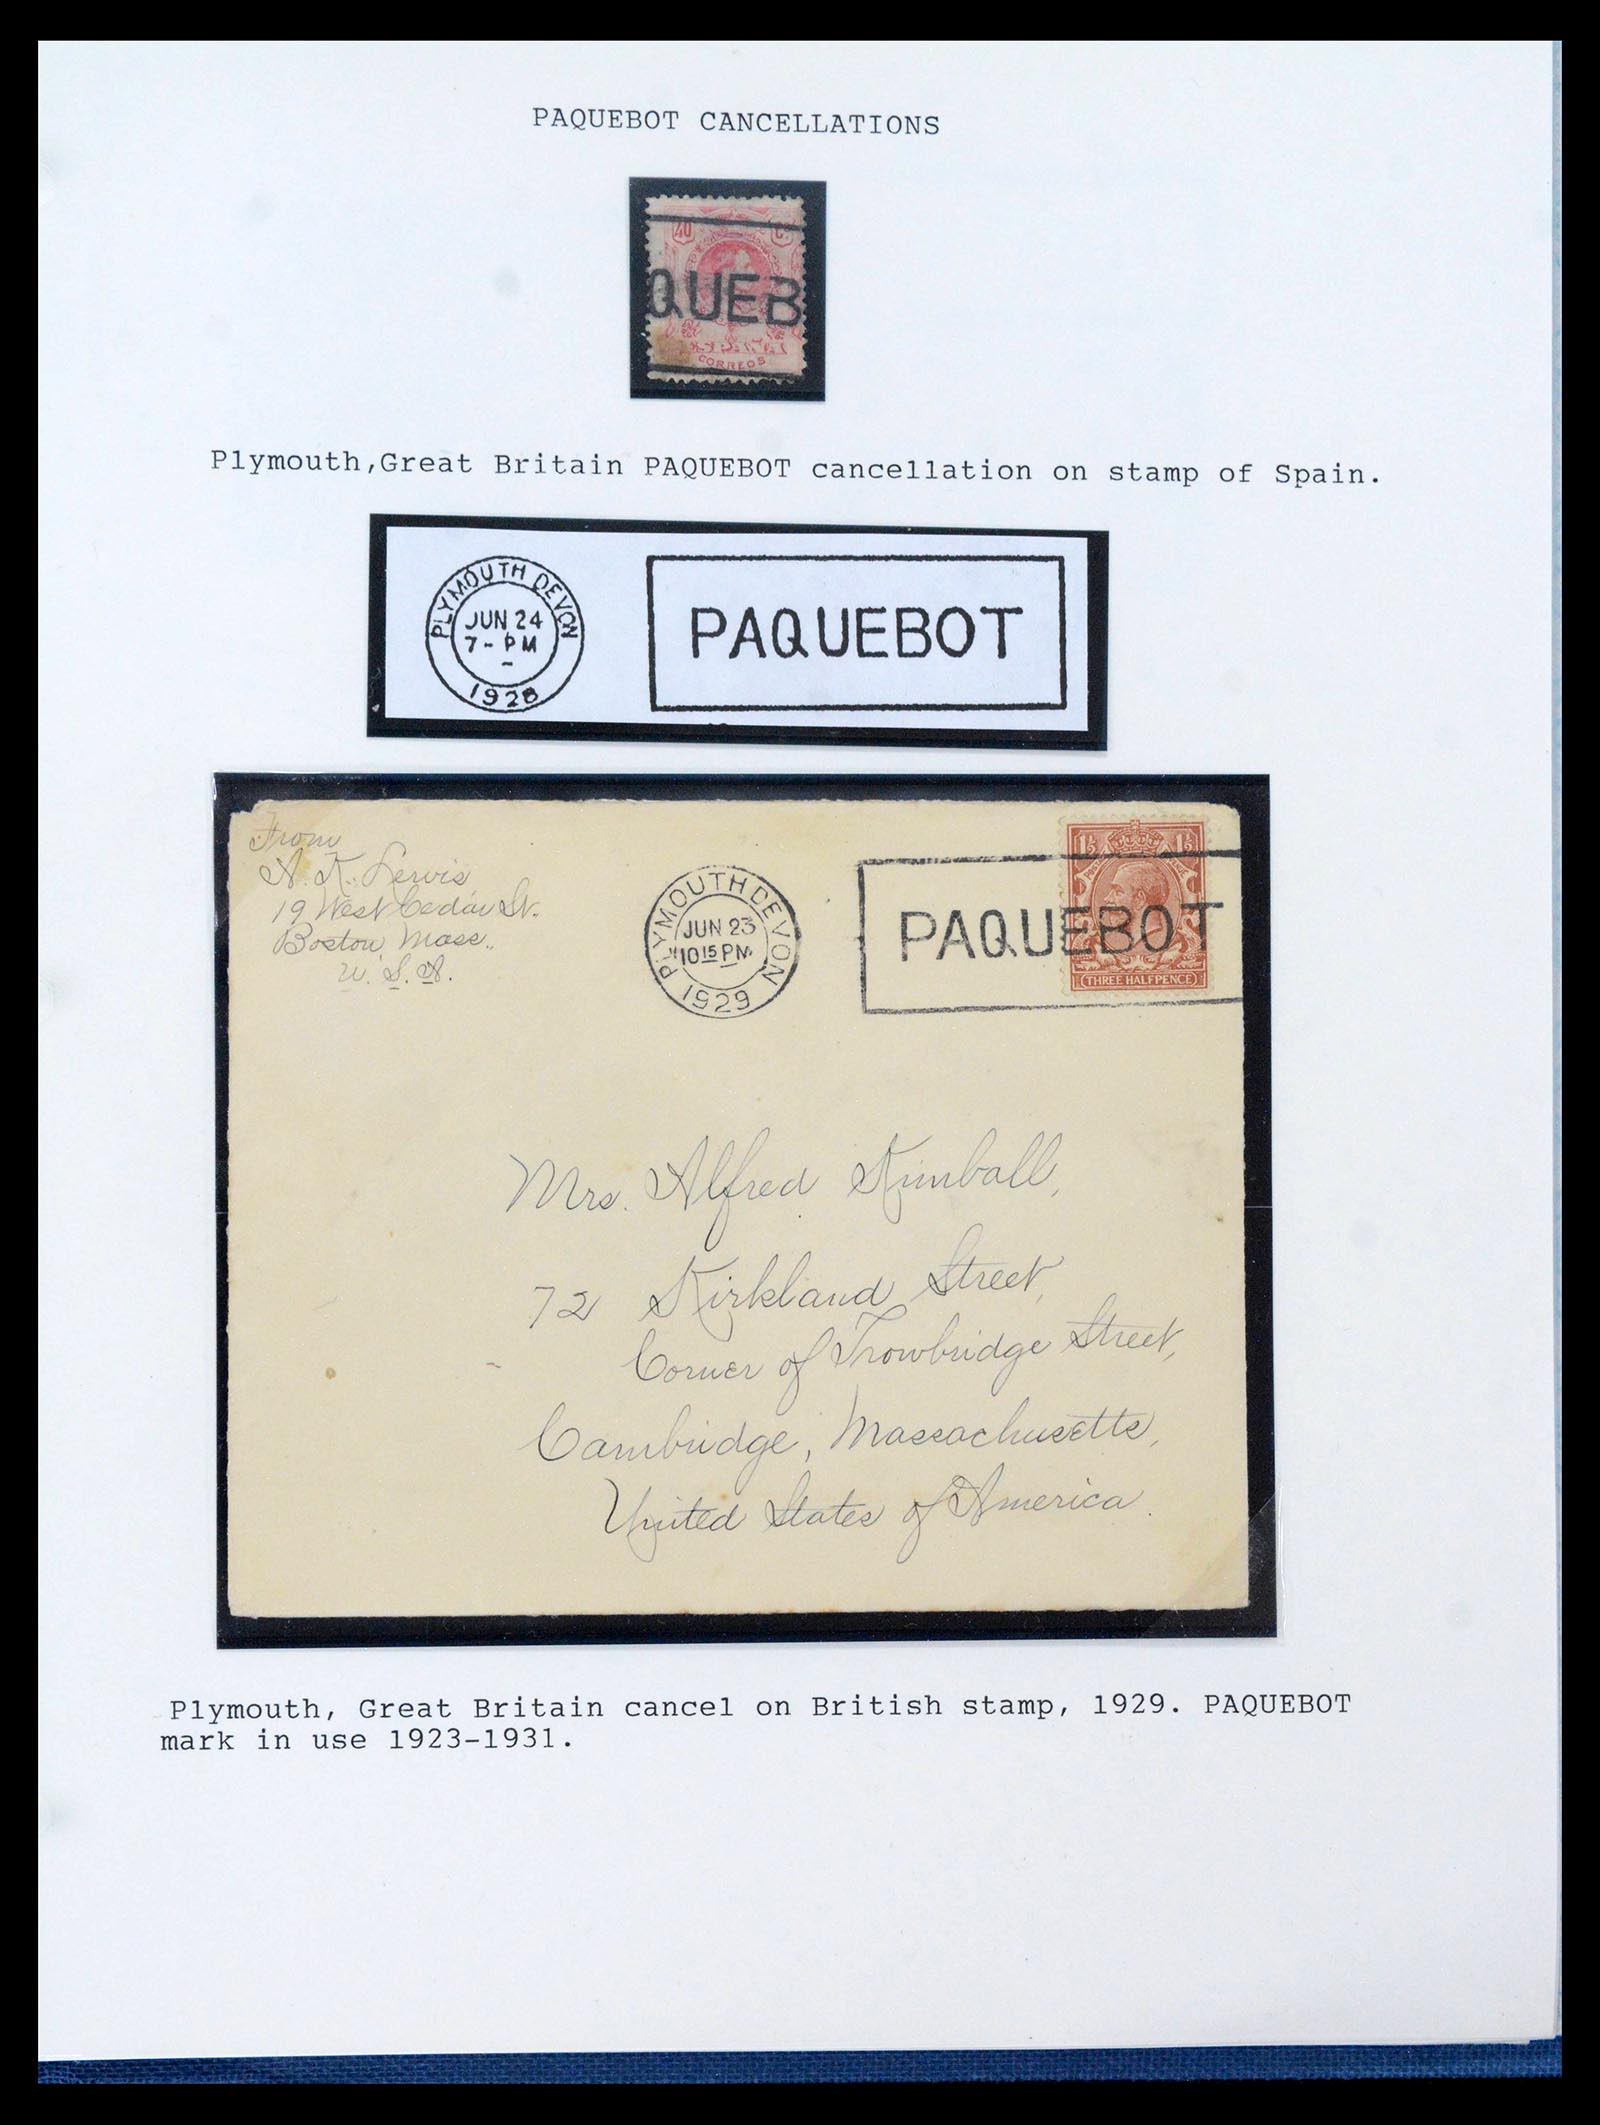 PAQUEBOT CANCELLATIONS
40 C.
QUEB
CORREOS
Plymouth,Great Britain PAQUEBOT cancellation on stamp of Spain.
PLYMOUTH DEVON
JUN 24
7- PM
-
1928
PAQUEBOT
From
A. K. Lewis
19 West Cedar St.
Boston, Mass.
U. S. A.
PLYMOUTH DEVON
JUN 23
10 15 PM
1929
PAQUEBOT
THREE HALFPENCE
Mrs. Alfred Kimball,
72 Kirkland Street,
Corner of Trowbridge Street,
Cambridge, Massachusetts,
United States of America.
Plymouth, Great Britain cancel on British stamp, 1929. PAQUEBOT
mark in use 1923-1931.